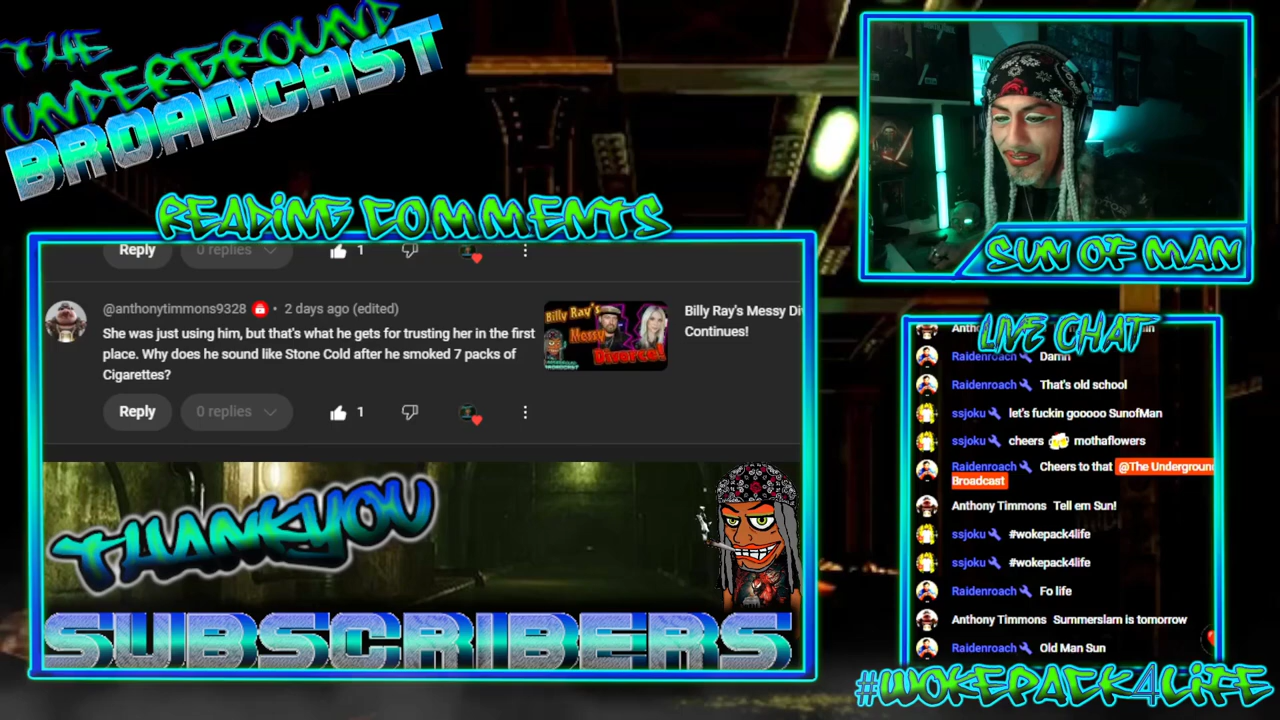 THE
UNDERGROUND
BROADCAST
READING COMMENTS
Reply
0 replies
1
@anthonytimmons9328
2 days ago (edited)
She was just using him, but that's what he gets for trusting her in the first
place. Why does he sound like Stone Cold after he smoked 7 packs of
Cigarettes?
Billy Ray's
Messy
Divorce!
Billy Ray's Messy Di
Continues!
Reply
0 replies
1
THANKYOU
SUBSCRIBERS
SUN OF MAN
LIVE CHAT
Raidenroach Damn
Raidenroach That's old school
ssjoku let's fuckin gooooo SunofMan
ssjoku cheers 🍻 mothaflowers
Raidenroach Cheers to that @The Underground
Broadcast
Anthony Timmons Tell em Sun!
ssjoku #wokepack4life
ssjoku #wokepack4life
Raidenroach Fo life
Anthony Timmons Summerslam is tomorrow
Raidenroach Old Man Sun
#WOKEPACK4LIFE